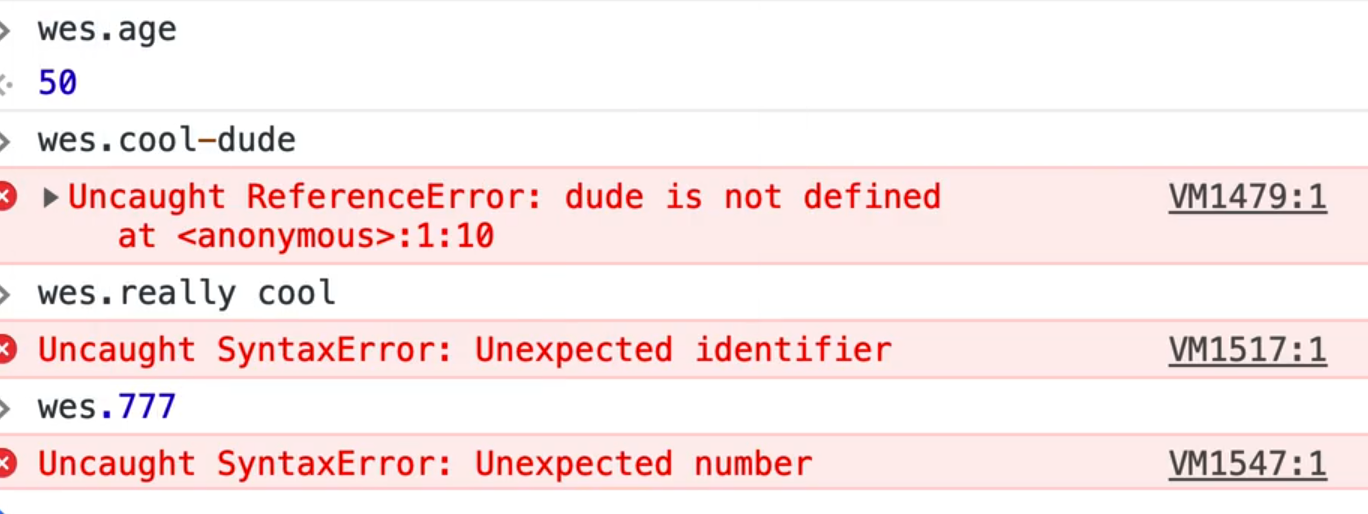 wes.age
50
wes.cool-dude
Uncaught ReferenceError: dude is not defined VM1479:1
at <anonymous>:1:10
wes.really cool
Uncaught SyntaxError: Unexpected identifier VM1517:1
wes.777
Uncaught SyntaxError: Unexpected number VM1547:1